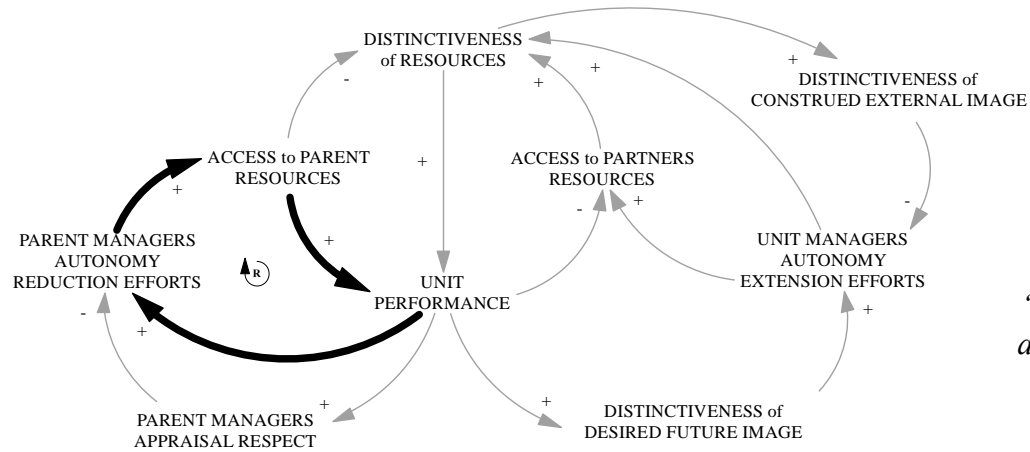 DISTINCTIVENESS
of RESOURCES
+
DISTINCTIVENESS of
CONSTRUED EXTERNAL IMAGE
-
+
+
ACCESS to PARENT
RESOURCES
+
ACCESS to PARTNERS
RESOURCES
+
-
+
-
PARENT MANAGERS
AUTONOMY
REDUCTION EFFORTS
+
R
UNIT
PERFORMANCE
UNIT MANAGERS
AUTONOMY
EXTENSION EFFORTS
-
+
+
+
+
PARENT MANAGERS
APPRAISAL RESPECT
DISTINCTIVENESS of
DESIRED FUTURE IMAGE